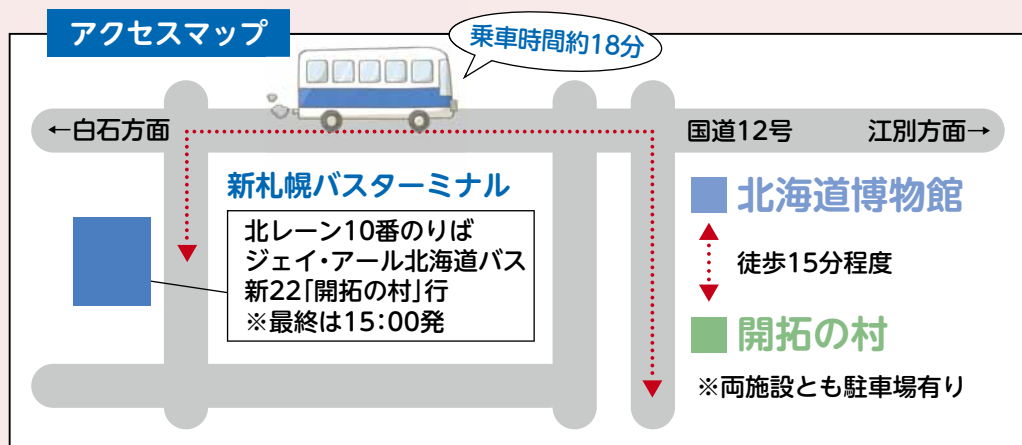 アクセスマップ
乗車時間約18分
←白石方面
国道12号
江別方面→
新札幌バスターミナル
北レーン10番のりば
ジェイ・アール北海道バス
新22「開拓の村」行
※最終は15:00発
北海道博物館
徒歩15分程度
開拓の村
※両施設とも駐車場有り